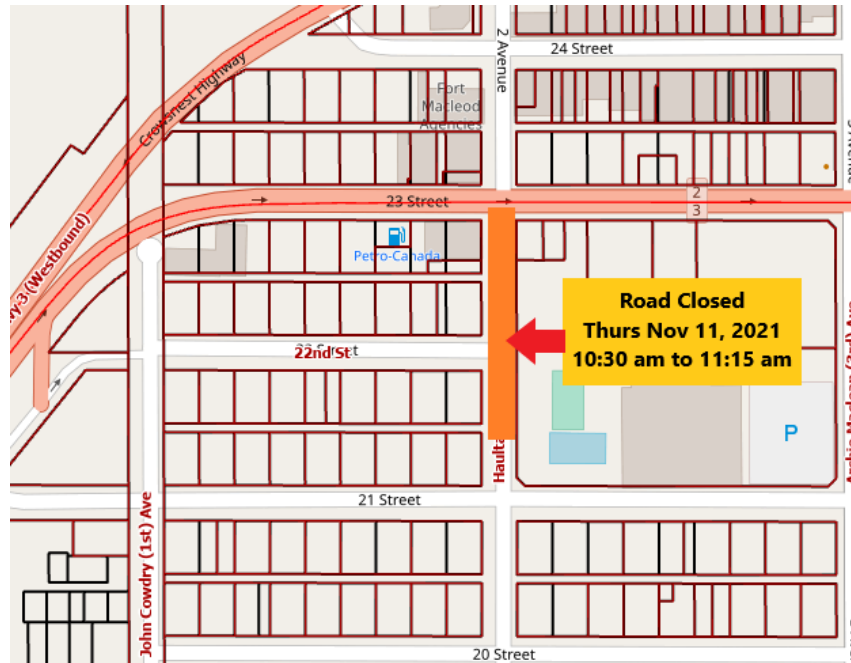 24 Street
2 Avenue
Crowsnest Highway
Fort
Macleod
Agencies
23 Street
2
3
Petro-Canada
(Westbound)
Road Closed
Thurs Nov 11, 2021
10:30 am to 11:15 am
22nd St
P
21 Street
John Cowdry (1st) Ave
20 Street